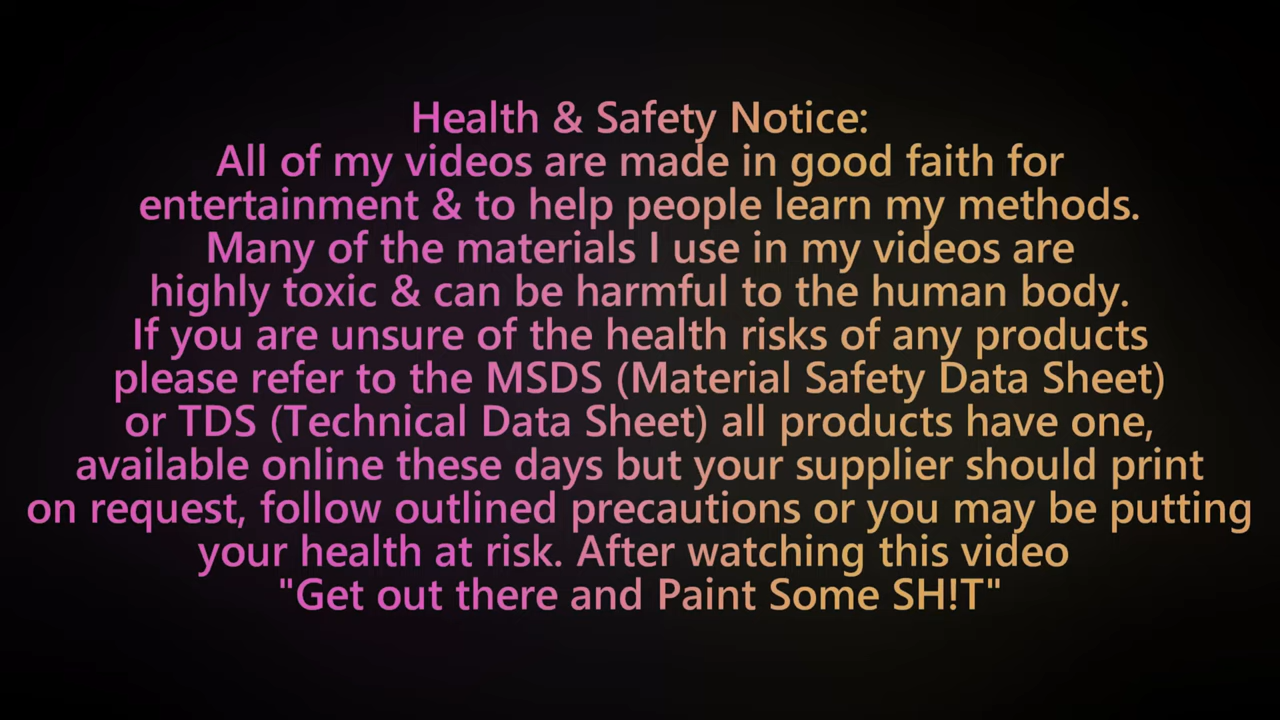 Health & Safety Notice:
All of my videos are made in good faith for
entertainment & to help people learn my methods.
Many of the materials I use in my videos are
highly toxic & can be harmful to the human body.
If you are unsure of the health risks of any products
please refer to the MSDS (Material Safety Data Sheet)
or TDS (Technical Data Sheet) all products have one,
available online these days but your supplier should print
on request, follow outlined precautions or you may be putting
your health at risk. After watching this video
"Get out there and Paint Some SH!T"